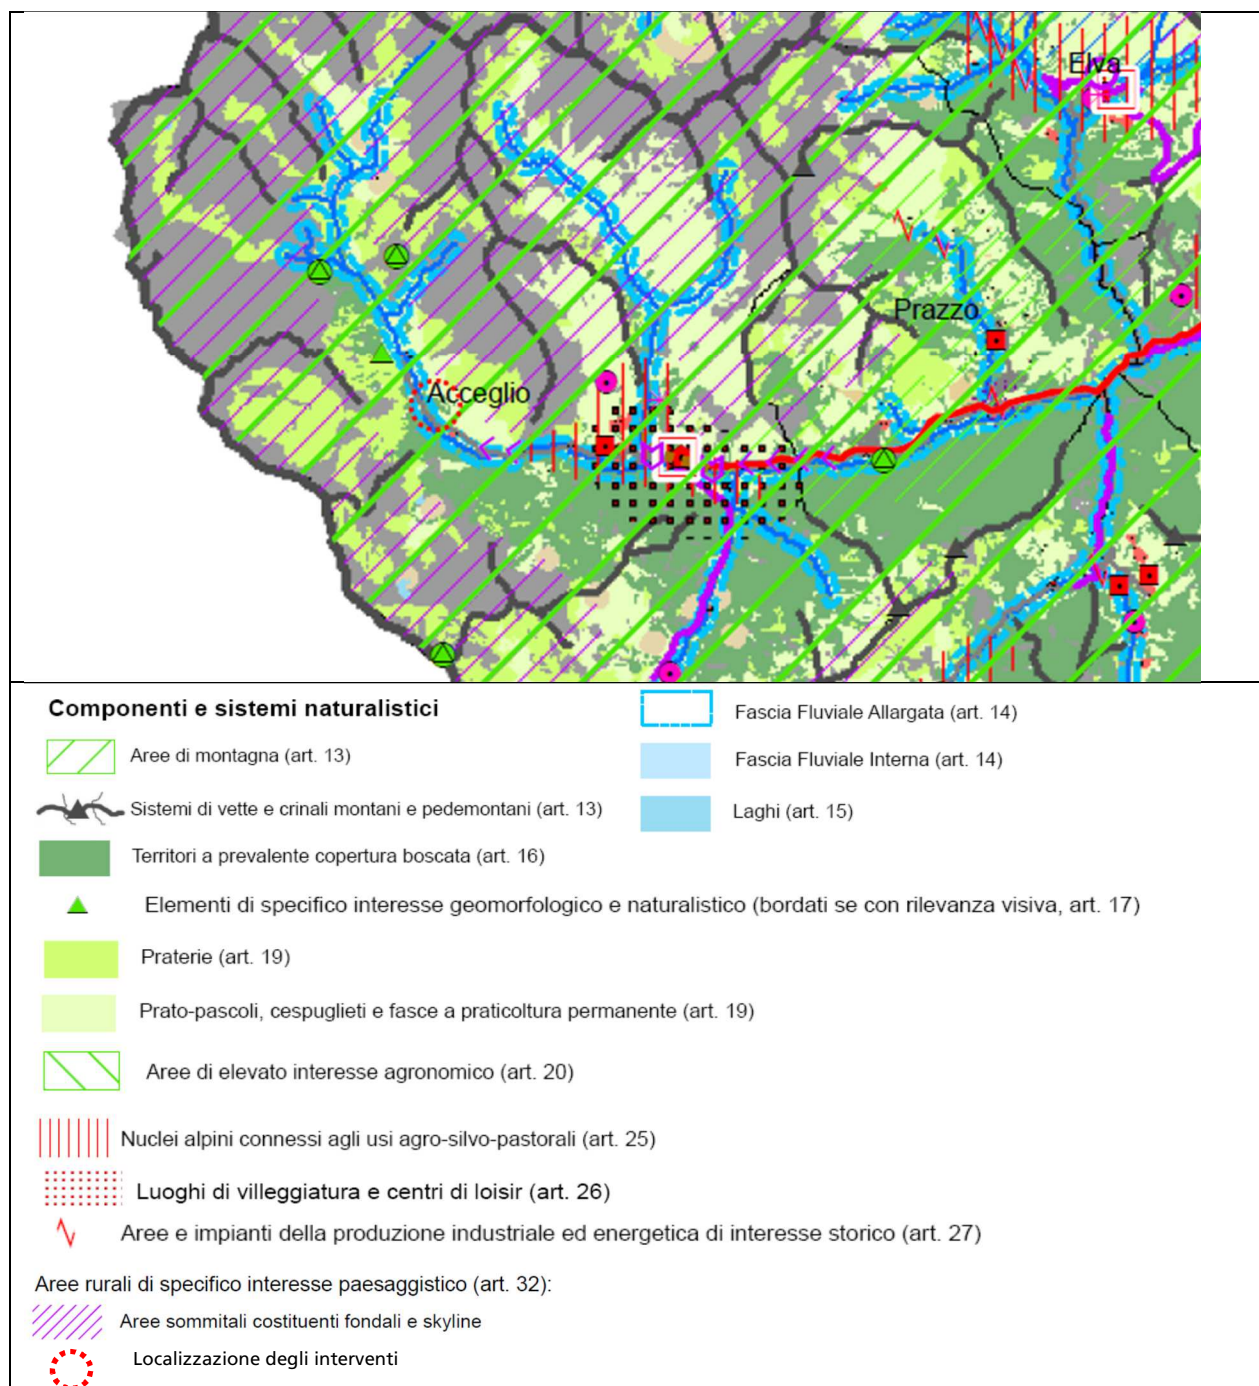 Elva
Prazzo
Acceglio
Componenti e sistemi naturalistici
Aree di montagna (art. 13)
Sistemi di vette e crinali montani e pedemontani (art. 13)
Territori a prevalente copertura boscata (art. 16)
Fascia Fluviale Allargata (art. 14)
Fascia Fluviale Interna (art. 14)
Laghi (art. 15)
Elementi di specifico interesse geomorfologico e naturalistico (bordati se con rilevanza visiva, art. 17)
Praterie (art. 19)
Prato-pascoli, cespuglieti e fasce a praticoltura permanente (art. 19)
Aree di elevato interesse agronomico (art. 20)
Nuclei alpini connessi agli usi agro-silvo-pastorali (art. 25)
Luoghi di villeggiatura e centri di loisir (art. 26)
Aree e impianti della produzione industriale ed energetica di interesse storico (art. 27)
Aree rurali di specifico interesse paesaggistico (art. 32):
Aree sommitali costituenti fondali e skyline
Localizzazione degli interventi